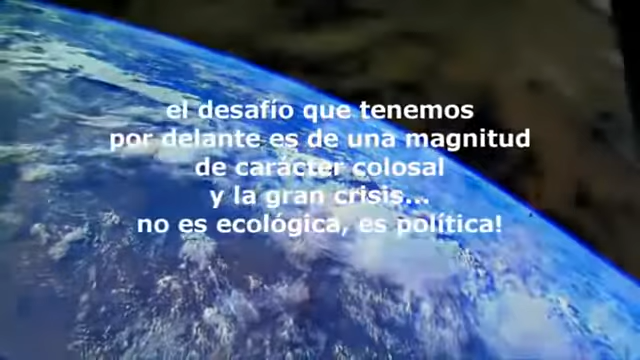 el desafío que tenemos
por delante es de una magnitud
de carácter colosal
y la gran crisis...
no es ecológica, es política!